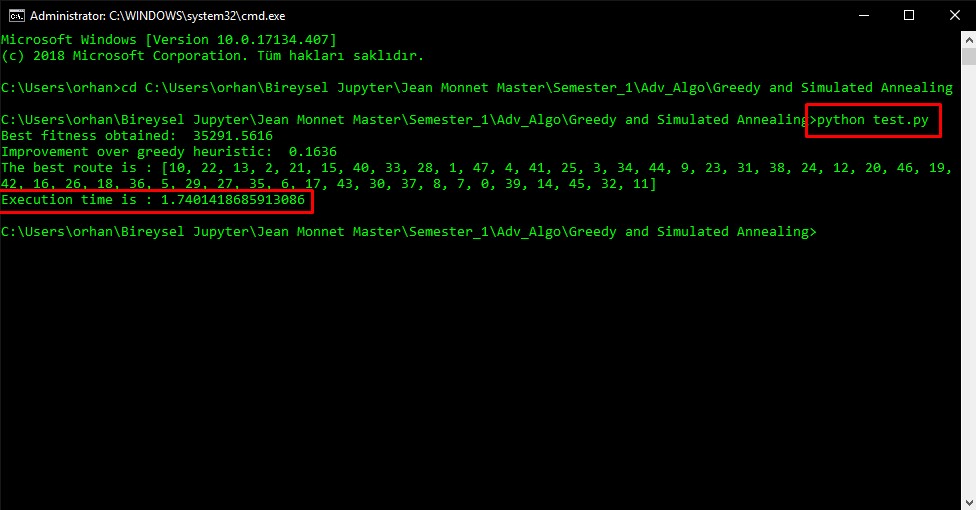 Administrator: C:\WINDOWS\system32\cmd.exe
Microsoft Windows [Version 10.0.17134.407]
(c) 2018 Microsoft Corporation. Tüm hakları saklıdır.
C:\Users\orhan>cd C:\Users\orhan\Bireysel Jupyter\Jean Monnet Master\Semester_1\Adv_Algo\Greedy and Simulated Annealing
C:\Users\orhan\Bireysel Jupyter\Jean Monnet Master\Semester_1\Adv_Algo\Greedy and Simulated Annealing>python test.py
Best fitness obtained:  35291.5616
Improvement over greedy heuristic:  0.1636
The best route is : [10, 22, 13, 2, 21, 15, 40, 33, 28, 1, 47, 4, 41, 25, 3, 34, 44, 9, 23, 31, 38, 24, 12, 20, 46, 19,
42, 16, 26, 18, 36, 5, 29, 27, 35, 6, 17, 43, 30, 37, 8, 7, 0, 39, 14, 45, 32, 11]
Execution time is : 1.7401418685913086
C:\Users\orhan\Bireysel Jupyter\Jean Monnet Master\Semester_1\Adv_Algo\Greedy and Simulated Annealing>